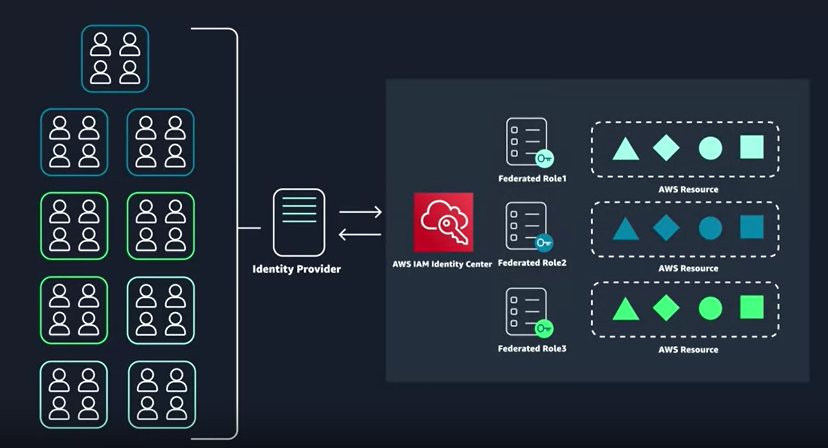 Identity Provider
AWS IAM Identity Center
Federated Role1
AWS Resource
Federated Role2
AWS Resource
Federated Role3
AWS Resource